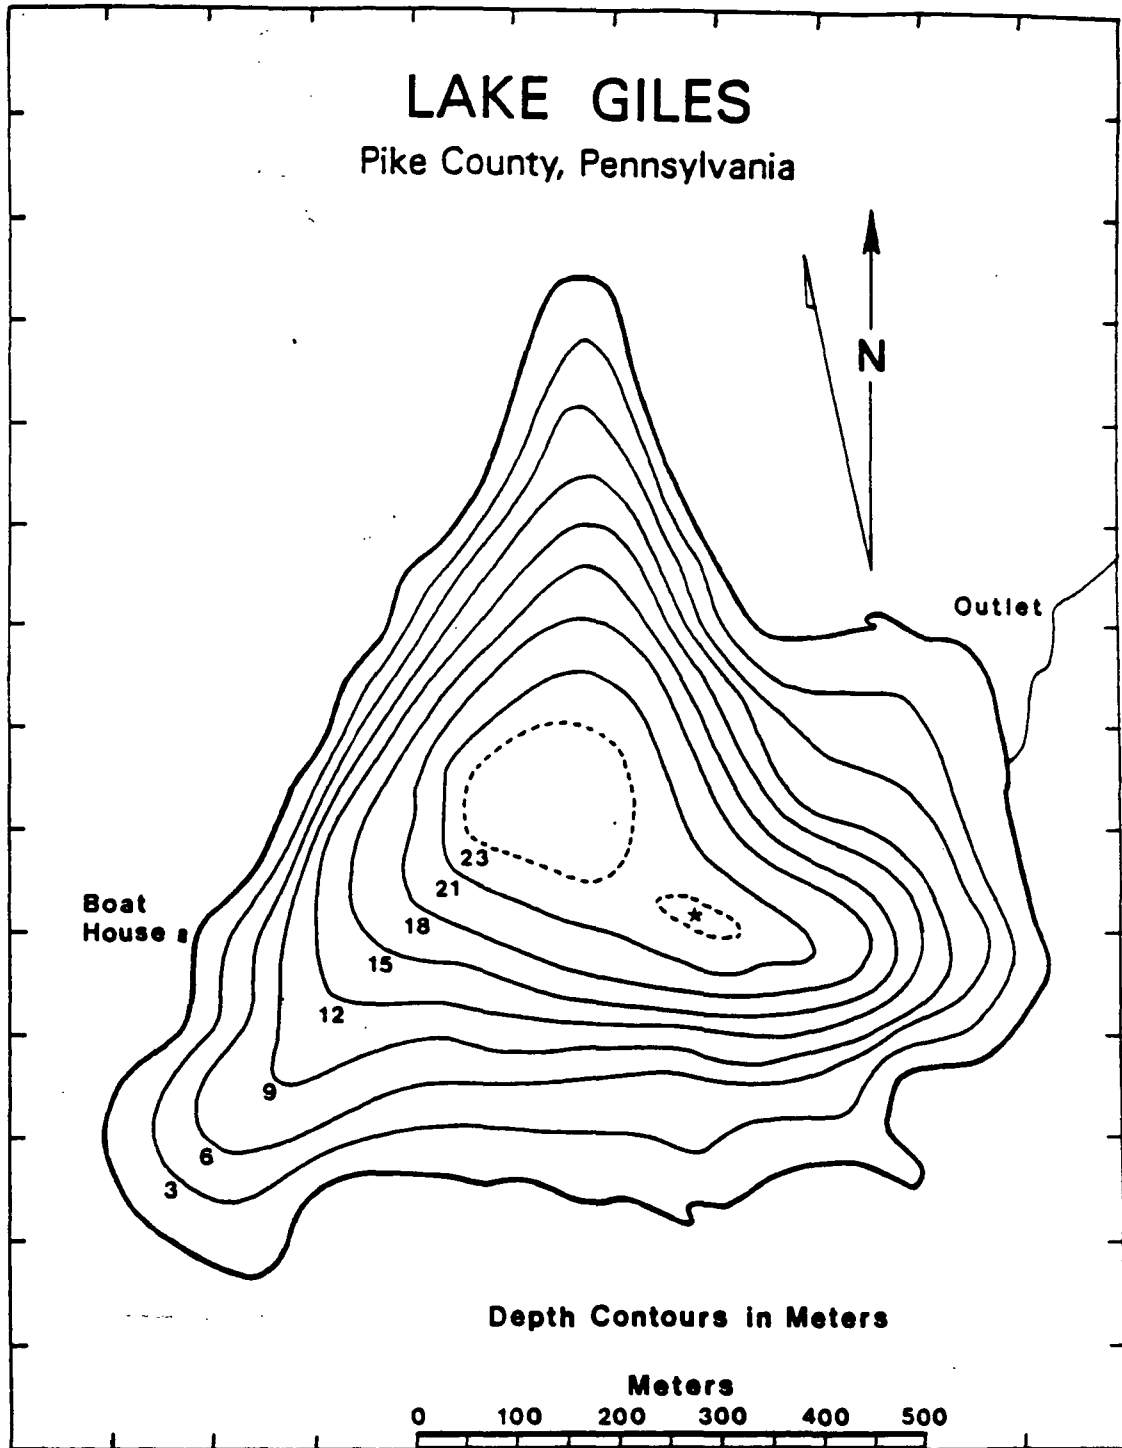 LAKE GILES
Pike County, Pennsylvania
N
Outlet
Boat
House
23
21
18
15
12
9
6
3
Depth Contours in Meters
Meters
0 100 200 300 400 500